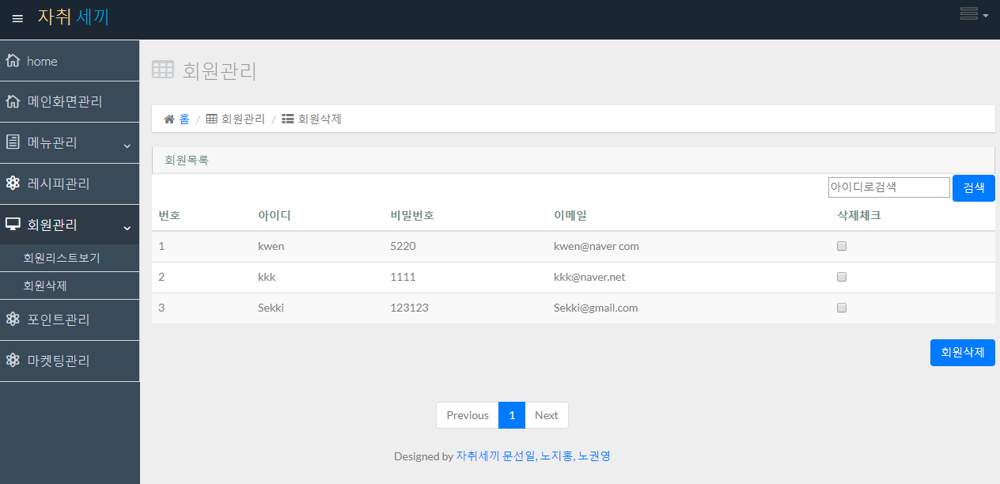 자취 세끼
home
메인화면관리
메뉴관리
레시피관리
회원관리
회원리스트보기
회원삭제
포인트관리
마켓팅관리
회원관리
홈 / 회원관리 / 회원삭제
회원목록
아이디로검색 검색
번호 아이디 비밀번호 이메일 삭제체크
1 kwen 5220 kwen@naver com
2 kkk 1111 kkk@naver.net
3 Sekki 123123 Sekki@gmail.com
회원삭제
Previous 1 Next
Designed by 자취세끼 문선일, 노지홍, 노권영